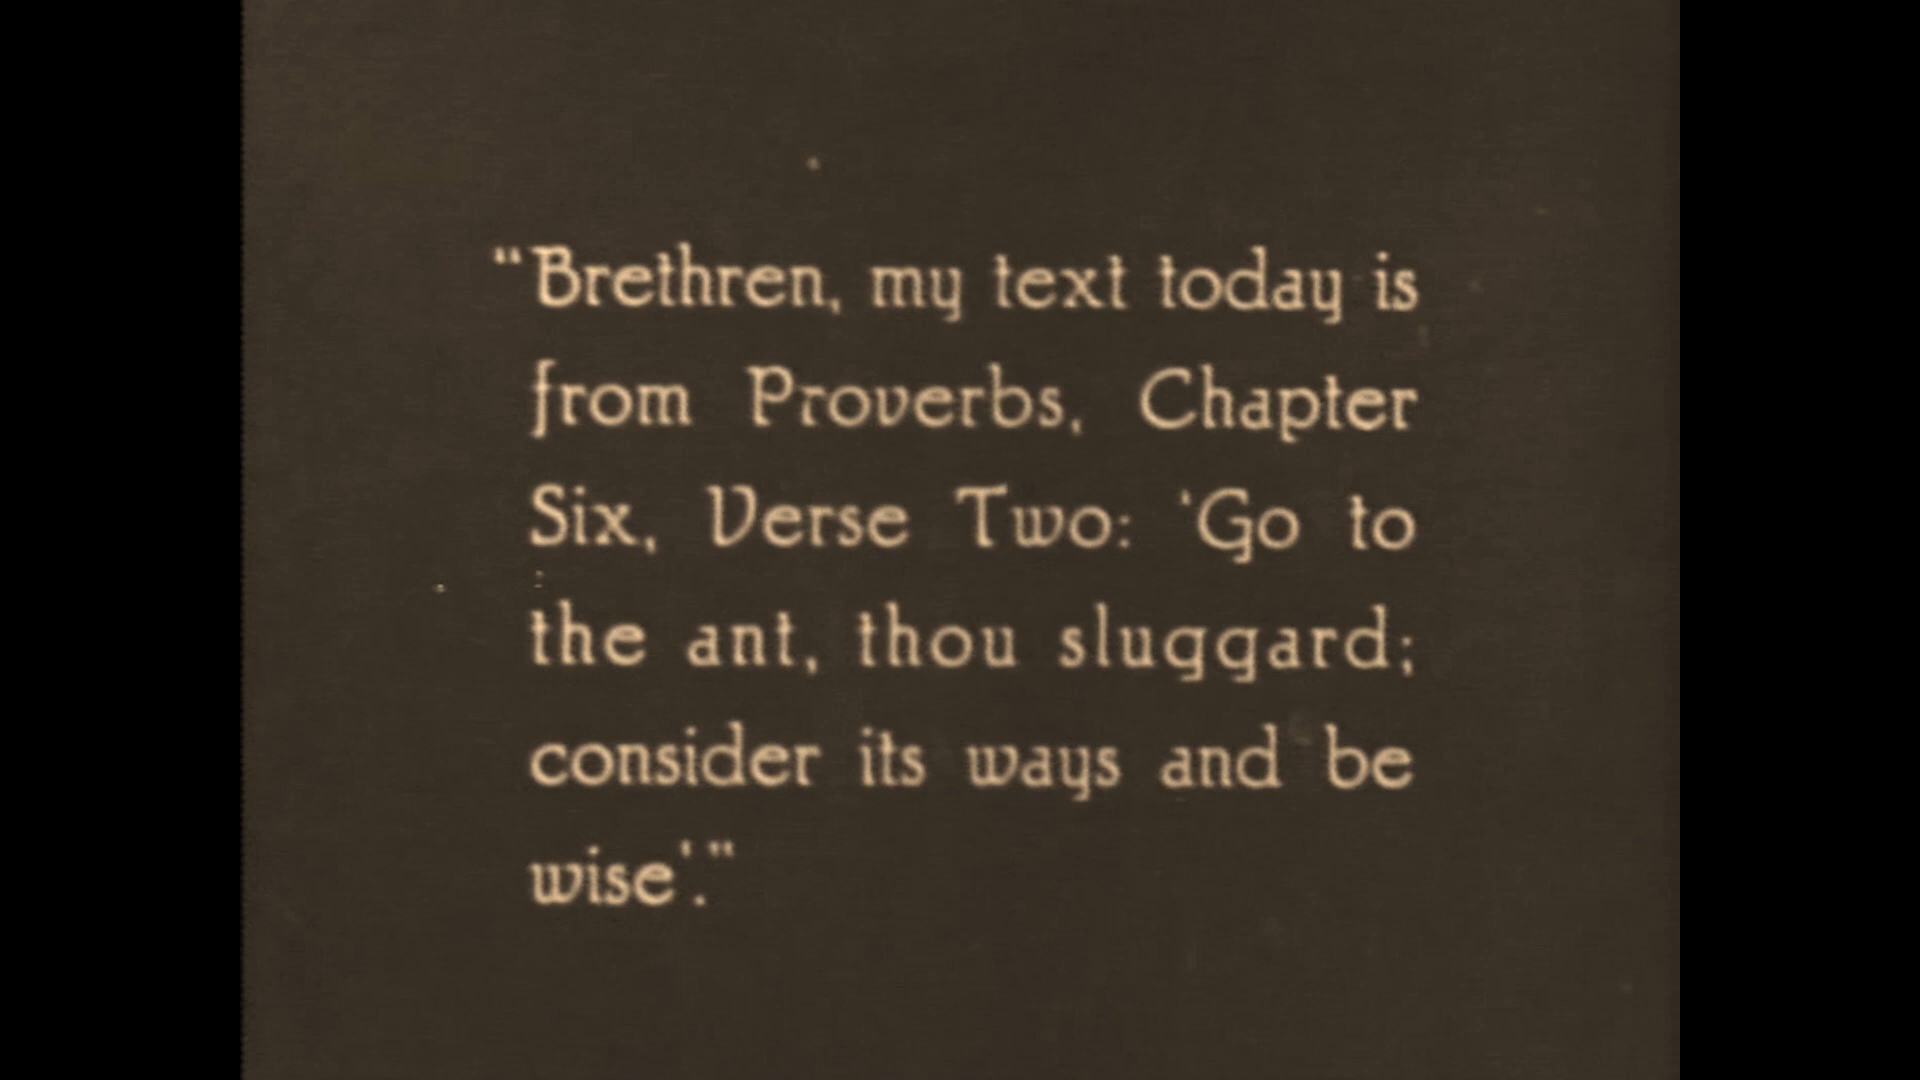 “Brethren, my text today is
from Proverbs, Chapter
Six, Verse Two: ‘Go to
the ant, thou sluggard;
consider its ways and be
wise’.”